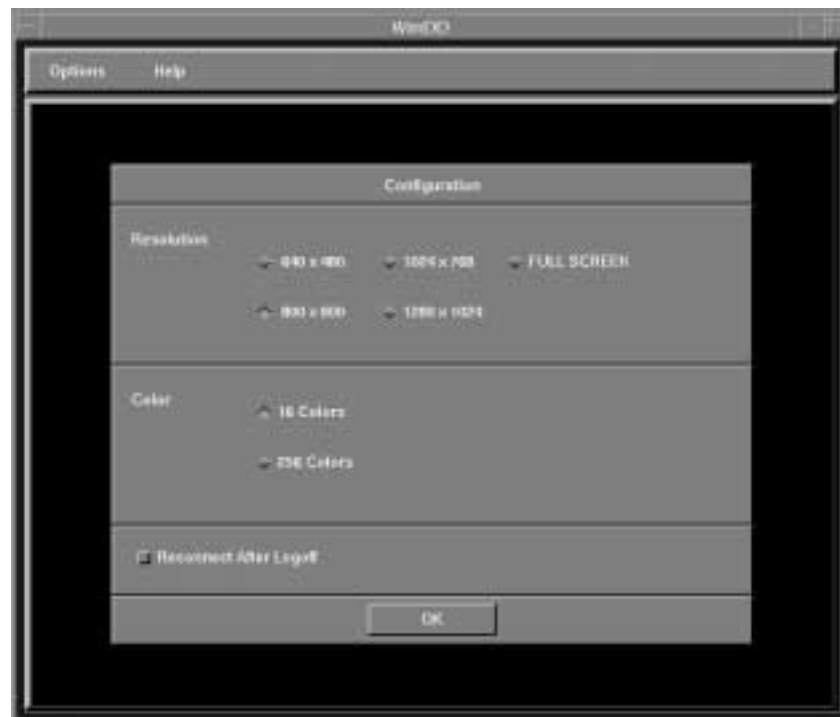 WinDD
Options Help
Configuration
Resolution
640 x 480 1024 x 768 FULL SCREEN
800 x 600 1280 x 1024
Color
16 Colors
256 Colors
Reconnect After Logoff
OK